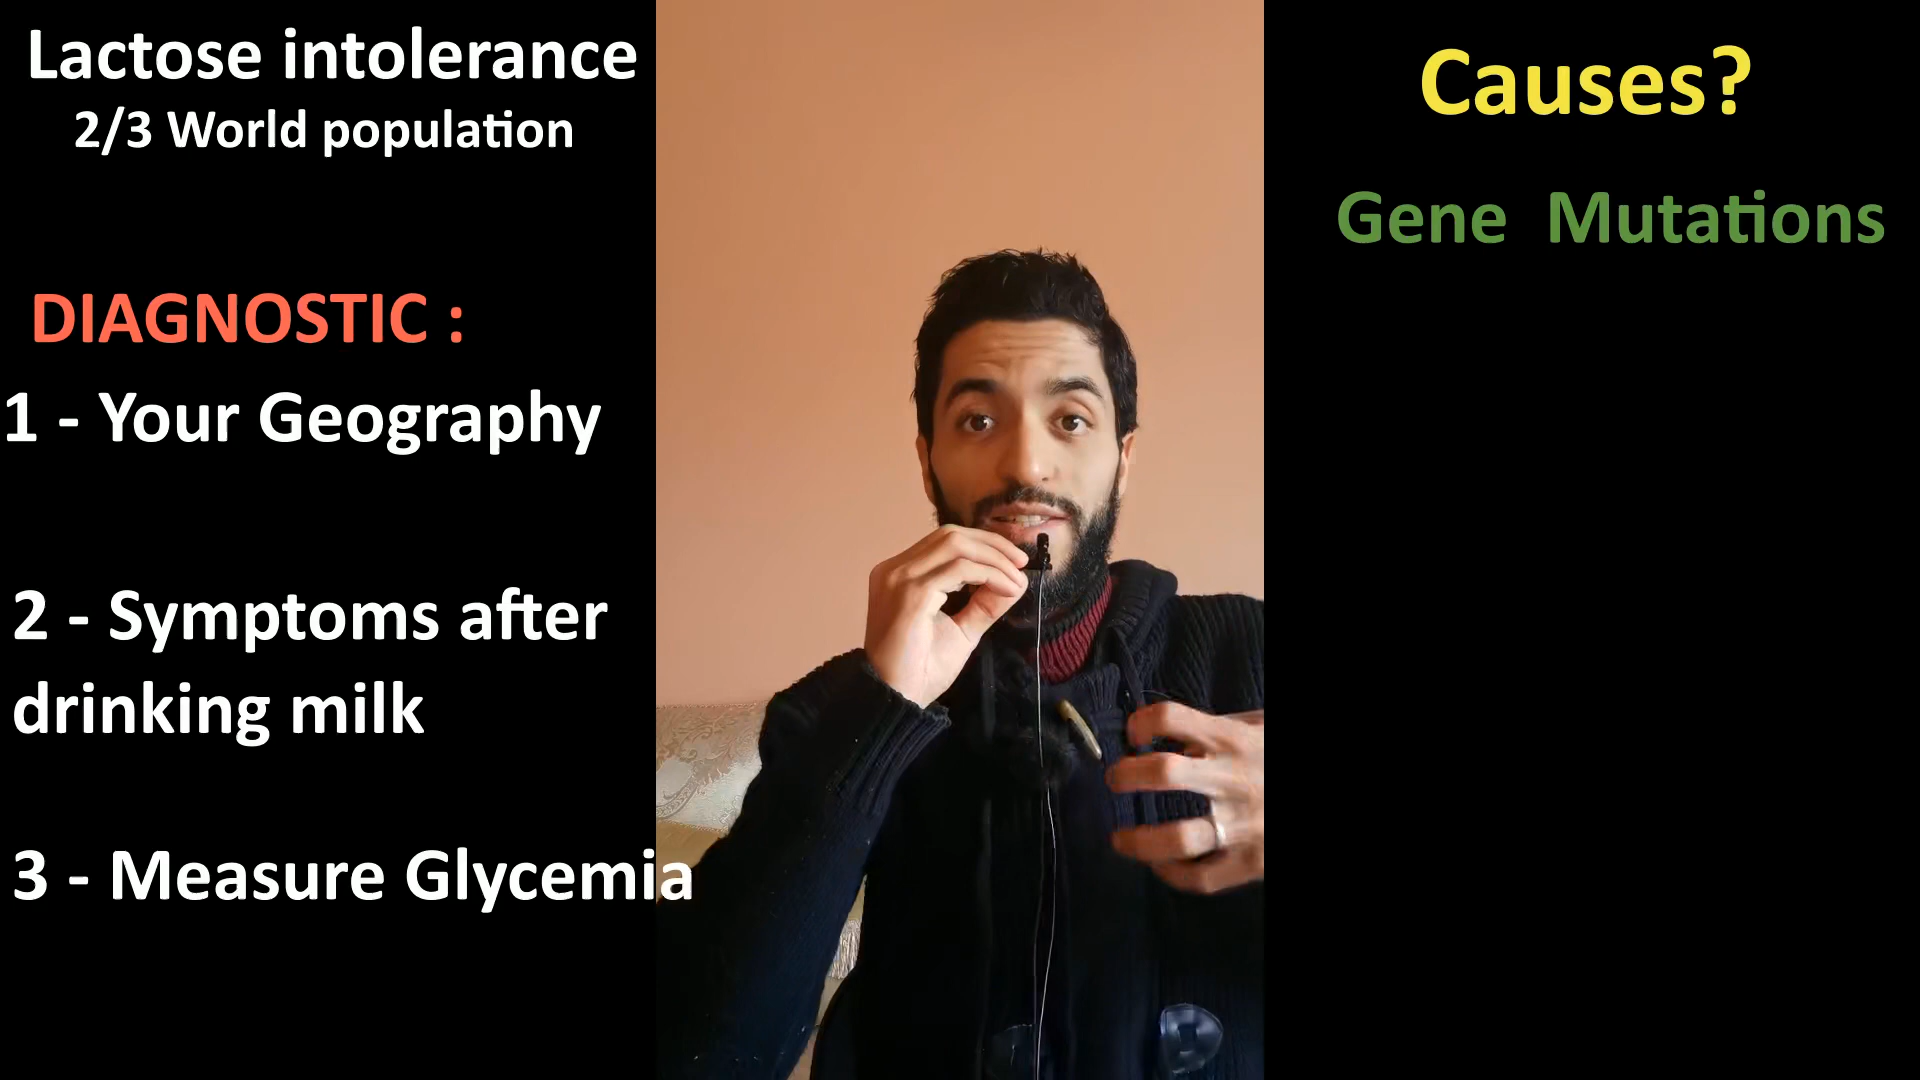 Lactose intolerance
2/3 World population
DIAGNOSTIC :
1 - Your Geography
2 - Symptoms after
drinking milk
3 - Measure Glycemia
Causes?
Gene Mutations